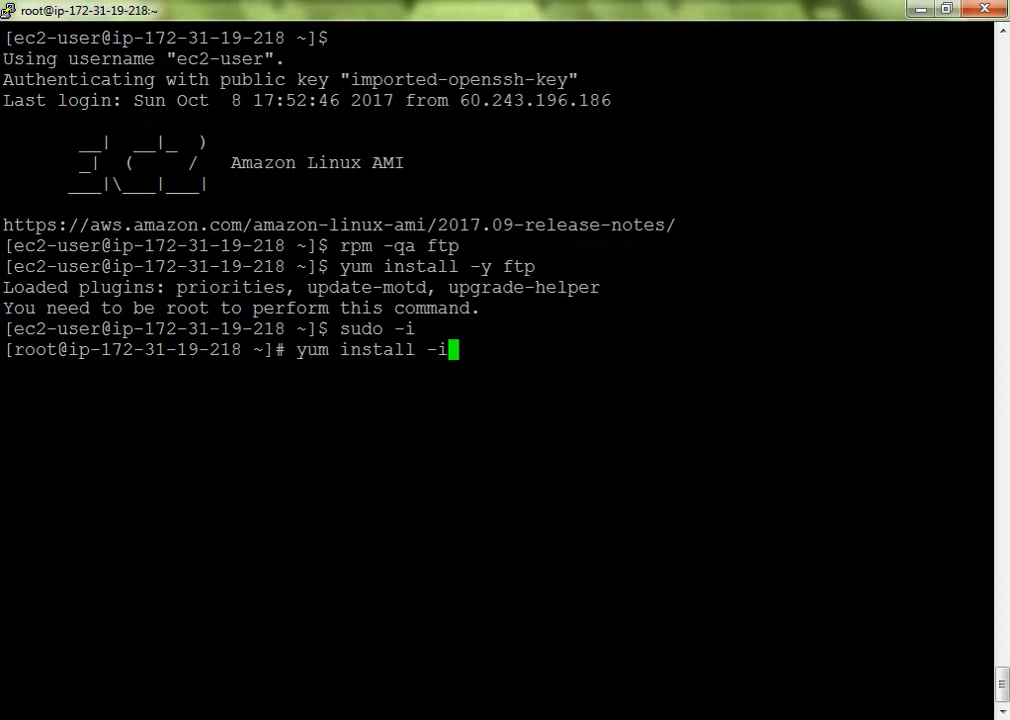 root@ip-172-31-19-218:~
[ec2-user@ip-172-31-19-218 ~]$
Using username "ec2-user".
Authenticating with public key "imported-openssh-key"
Last login: Sun Oct  8 17:52:46 2017 from 60.243.196.186
       __|  __|_  )
       _|  (     /   Amazon Linux AMI
      ___|\___|___|
https://aws.amazon.com/amazon-linux-ami/2017.09-release-notes/
[ec2-user@ip-172-31-19-218 ~]$ rpm -qa ftp
[ec2-user@ip-172-31-19-218 ~]$ yum install -y ftp
Loaded plugins: priorities, update-motd, upgrade-helper
You need to be root to perform this command.
[ec2-user@ip-172-31-19-218 ~]$ sudo -i
[root@ip-172-31-19-218 ~]# yum install -i